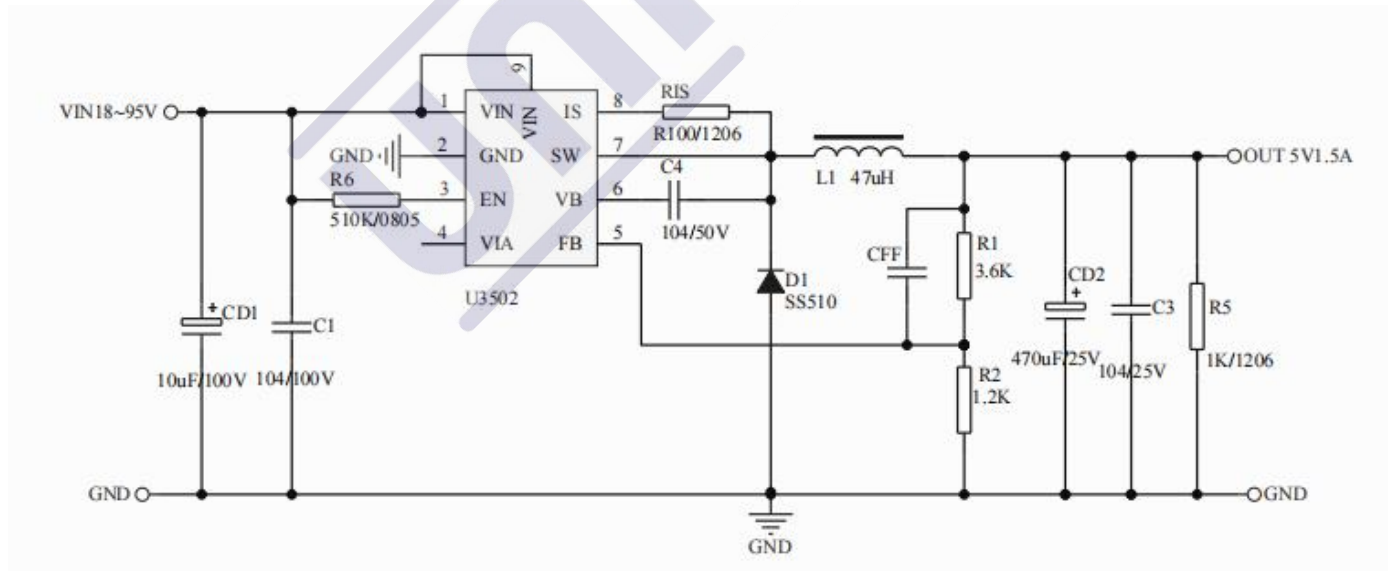 VIN18~95V
GND
R6
510K/0805
1
2
3
4
VIN
GND
EN
VIA
9
VIN
IS
SW
VB
FB
8
7
6
5
U3502
RIS
R100/1206
C4
104/50V
L1 47uH
OUT 5V1.5A
CFF
R1
3.6K
D1
SS510
+
CD1
10uF/100V
C1
104/100V
CD2
+
470uF/25V
C3
104/25V
R5
1K/1206
R2
1.2K
GND
GND
GND
uni